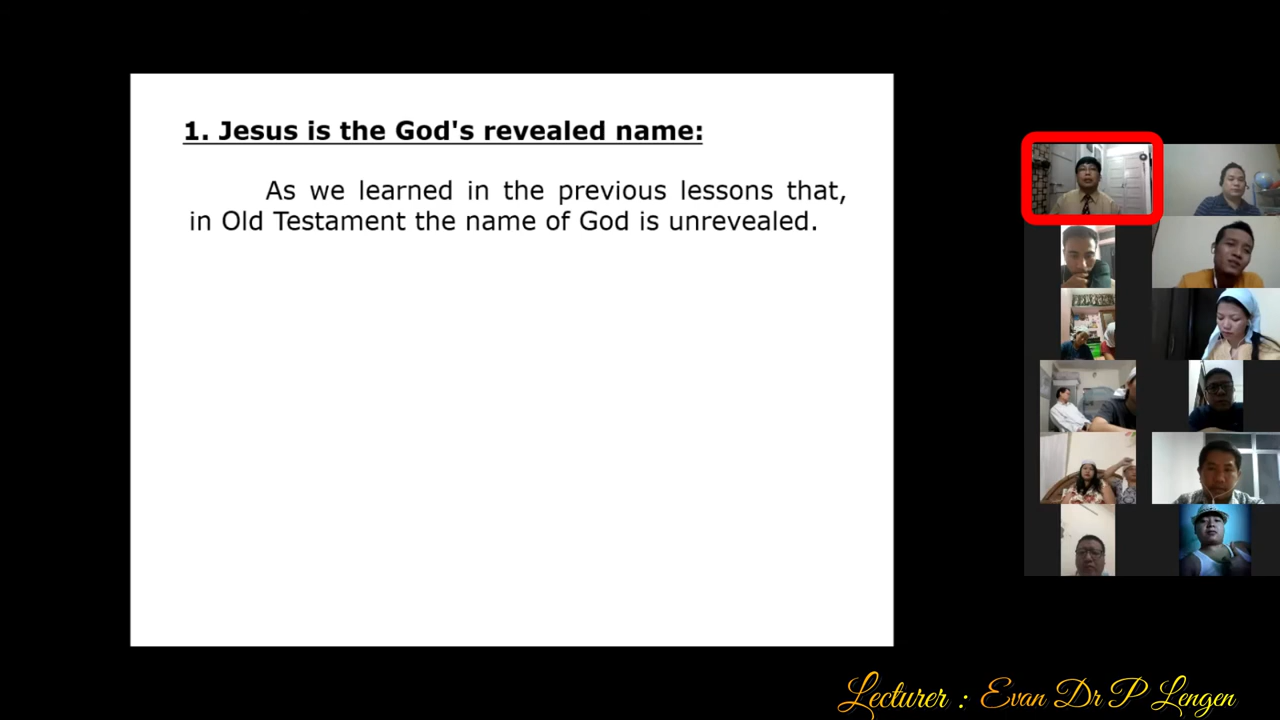 1. Jesus is the God's revealed name:
As we learned in the previous lessons that,
in Old Testament the name of God is unrevealed.
Lecturer : Evan Dr P Lengen